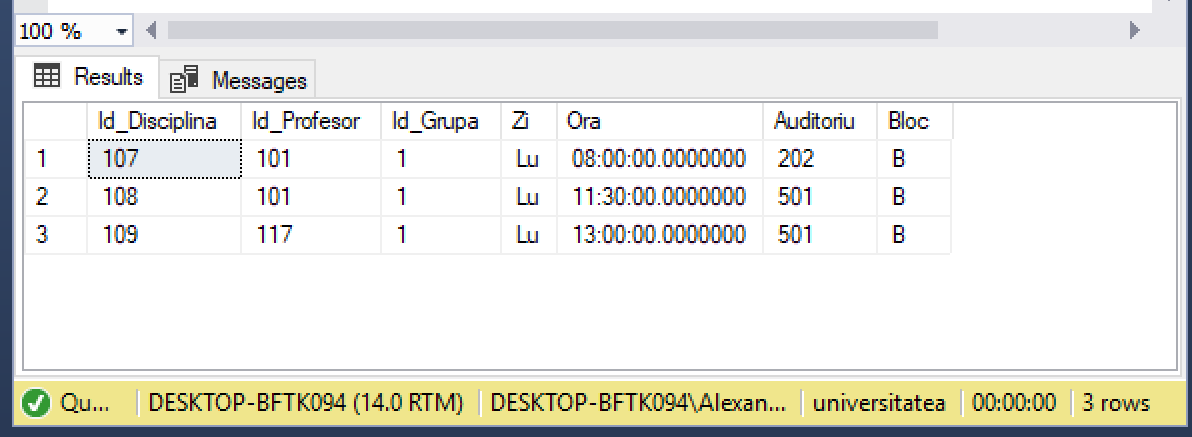 100 %
Results Messages
Id_Disciplina Id_Profesor Id_Grupa Zi Ora Auditoriu Bloc
1 107 101 1 Lu 08:00:00.0000000 202 B
2 108 101 1 Lu 11:30:00.0000000 501 B
3 109 117 1 Lu 13:00:00.0000000 501 B
Qu... DESKTOP-BFTK094 (14.0 RTM) DESKTOP-BFTK094\Alexan... universitatea 00:00:00 3 rows